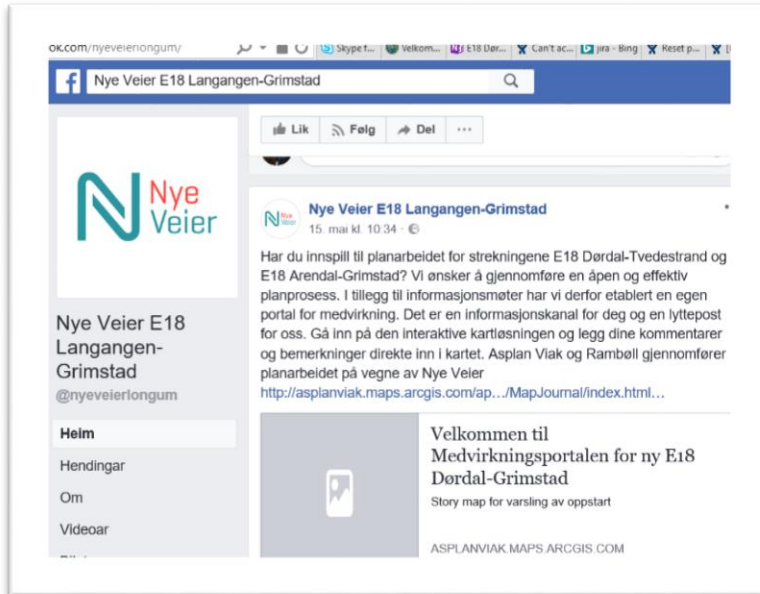 ok.com/nyeveierlongum/
Skype f...
Velkom...
E18 Dør...
Can't ac...
jira - Bing
Reset p...
Nye Veier E18 Langangen-Grimstad
Lik
Følg
Del
Nye
Veier
Nye Veier E18 Langangen-Grimstad
15. mai kl. 10:34
Har du innspill til planarbeidet for strekningene E18 Dørdal-Tvedestrand og
E18 Arendal-Grimstad? Vi ønsker å gjennomføre en åpen og effektiv
planprosess. I tillegg til informasjonsmøter har vi derfor etablert en egen
portal for medvirkning. Det er en informasjonskanal for deg og en lyttepost
for oss. Gå inn på den interaktive kartløsningen og legg dine kommentarer
og bemerkninger direkte inn i kartet. Asplan Viak og Rambøll gjennomfører
planarbeidet på vegne av Nye Veier
http://asplanviak.maps.arcgis.com/ap.../MapJournal/index.html...
Nye Veier E18
Langangen-
Grimstad
@nyeveierlongum
Heim
Hendingar
Om
Videoar
Velkommen til
Medvirkningsportalen for ny E18
Dørdal-Grimstad
Story map for varsling av oppstart
ASPLANVIAK.MAPS.ARCGIS.COM